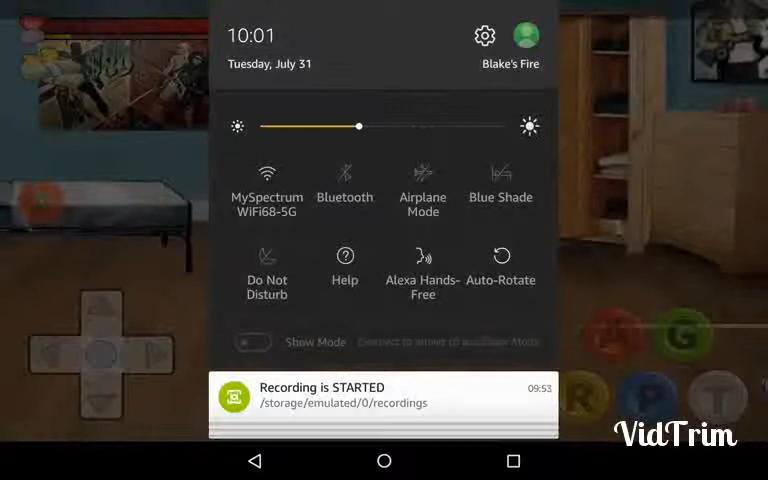 10:01
Tuesday, July 31
Blake's Fire
MySpectrum
WiFi68-5G
Bluetooth
Airplane
Mode
Blue Shade
Do Not
Disturb
Help
Alexa Hands-
Free
Auto-Rotate
Show Mode
Recording is STARTED
09:53
/storage/emulated/0/recordings
A
G
R
P
T
VidTrim